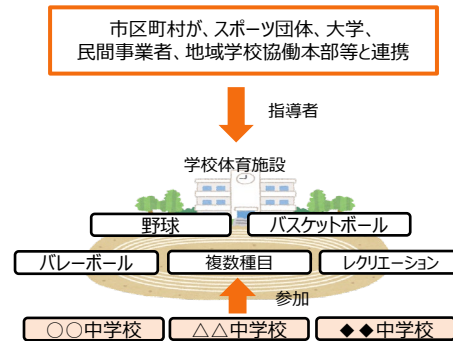 市区町村が、スポーツ団体、大学、
民間事業者、地域学校協働本部等と連携
指導者
学校体育施設
野球
バスケットボール
バレーボール
複数種目
レクリエーション
参加
○○中学校
△△中学校
◆◆中学校